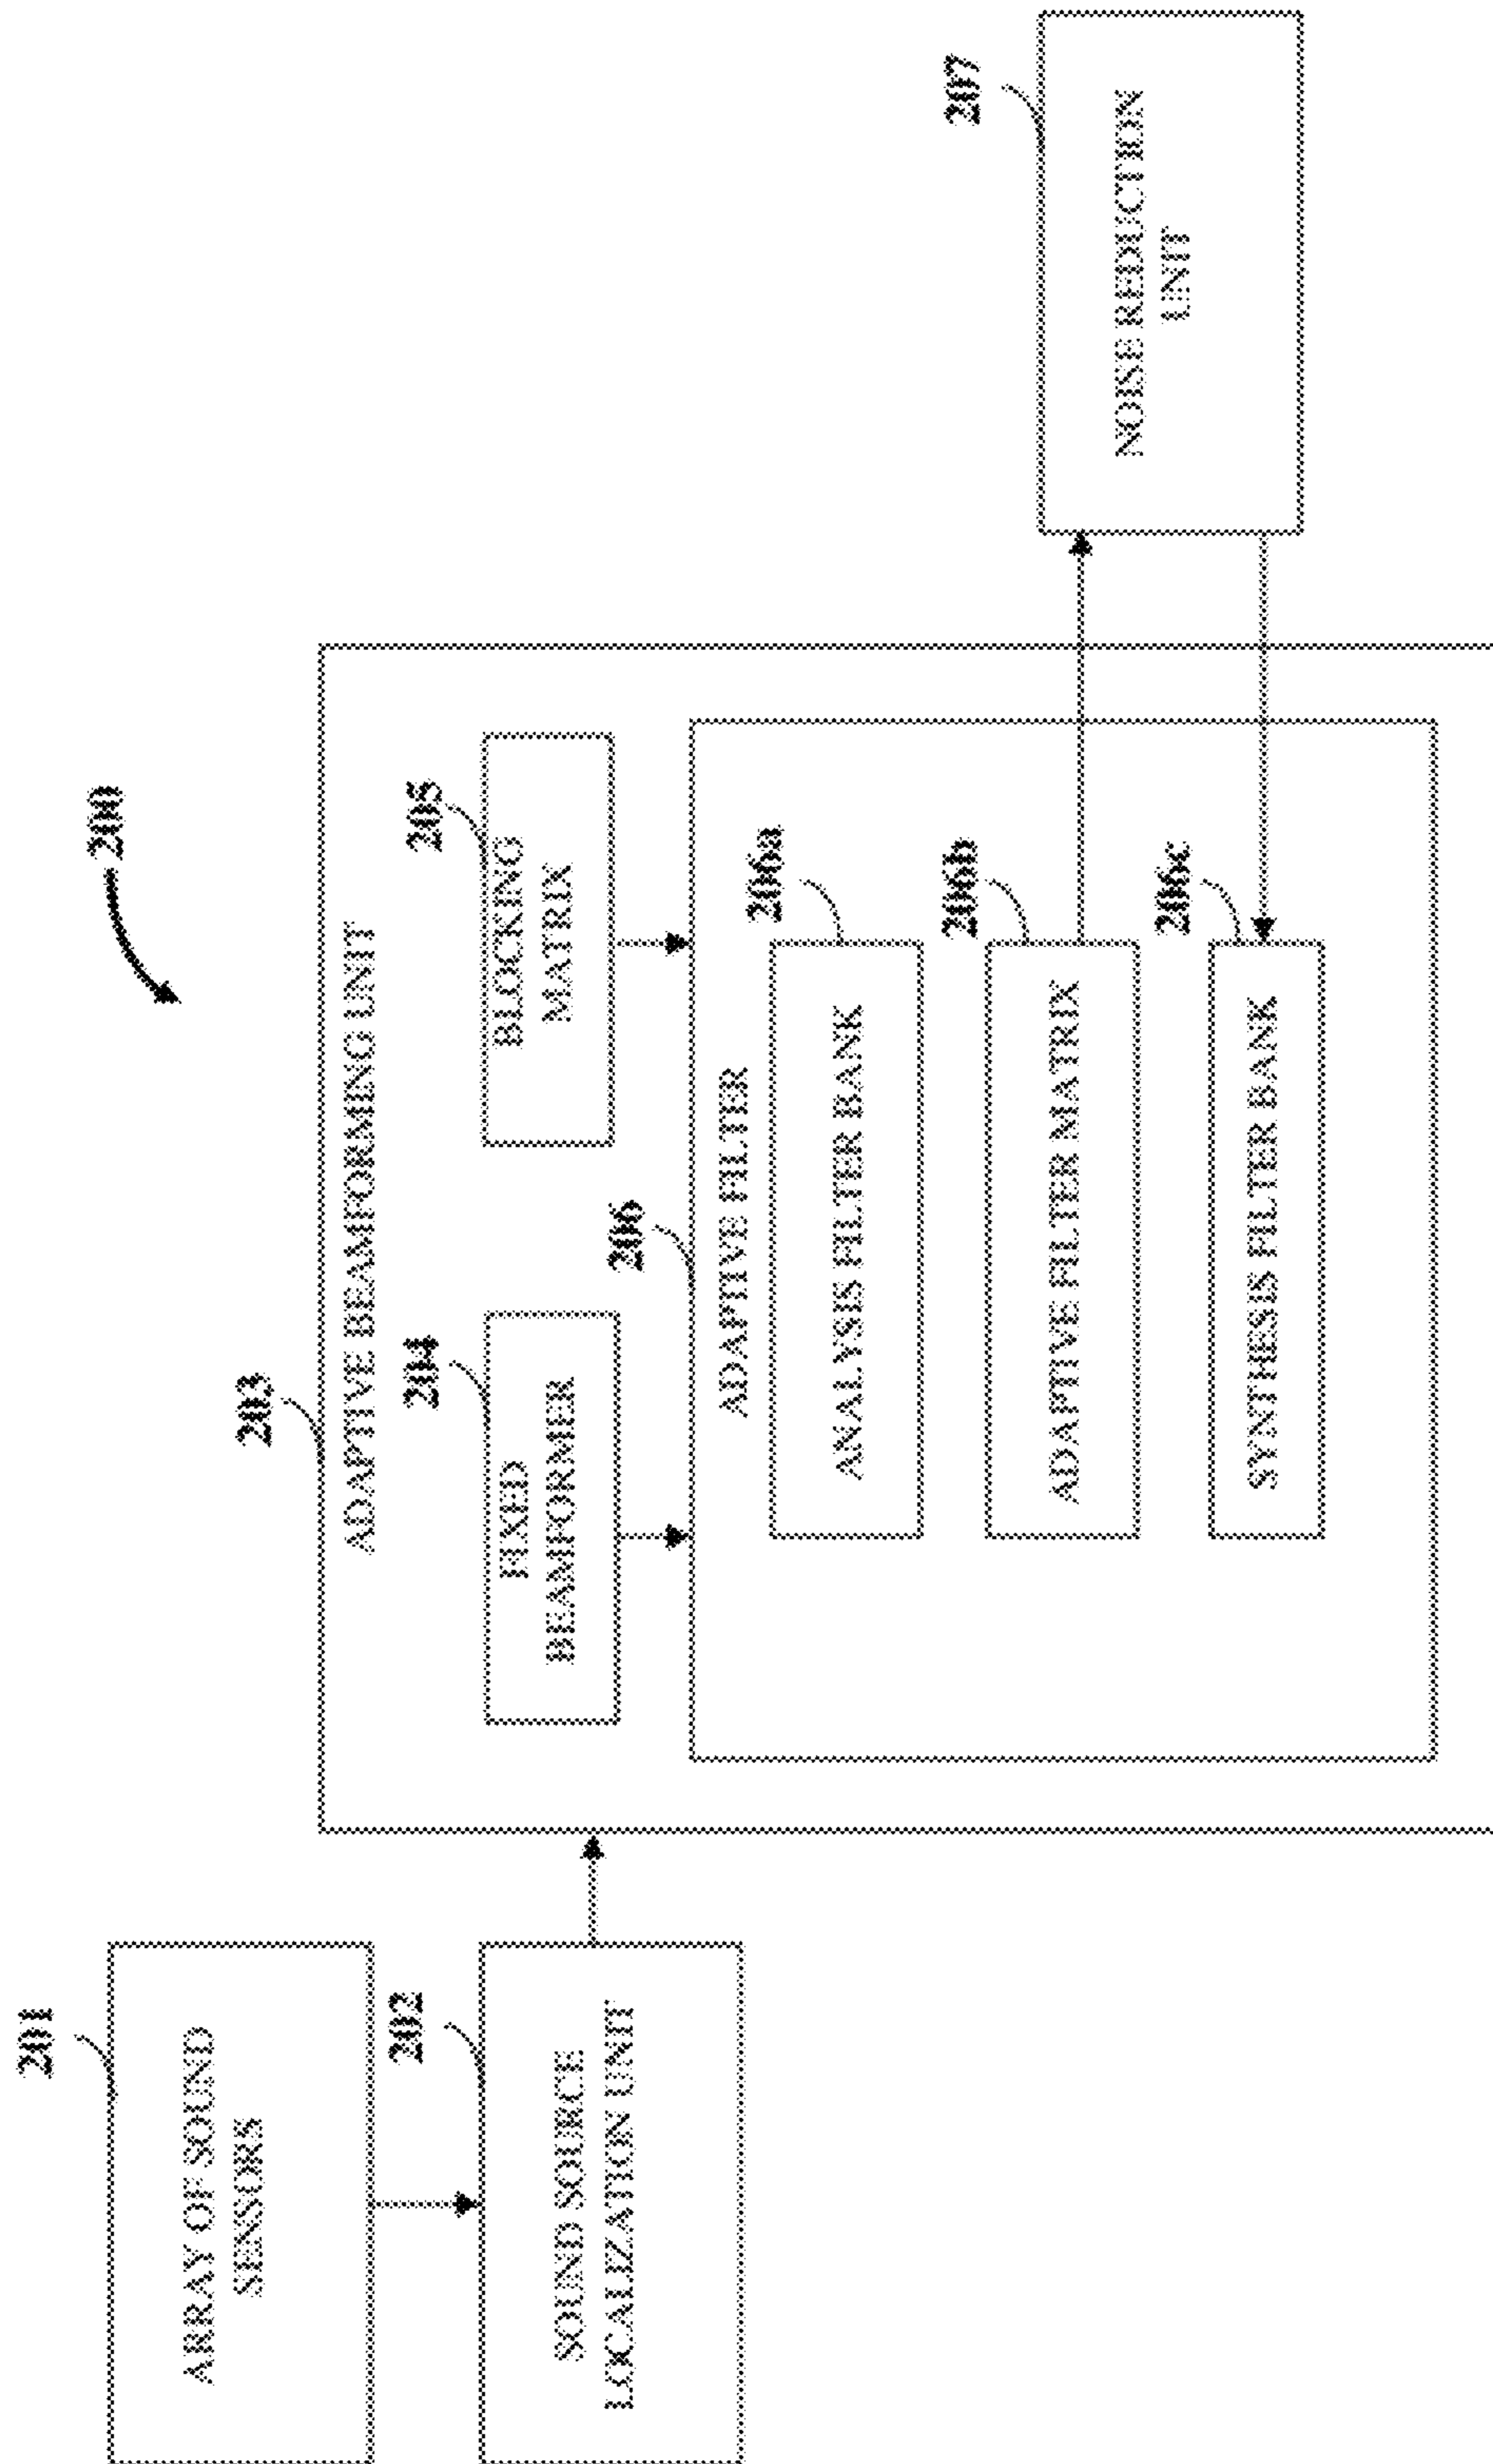 200
201
ARRAY OF SOUND
SENSORS
202
SOUND SOURCE
LOCALIZATION UNIT
203
ADAPTIVE BEAMFORMING UNIT
204
FIXED
BEAMFORMER
205
BLOCKING
MATRIX
206
ADAPTIVE FILTER
206a
ANALYSIS FILTER BANK
206b
ADAPTIVE FILTER MATRIX
206c
SYNTHESIS FILTER BANK
207
NOISE REDUCTION
UNIT